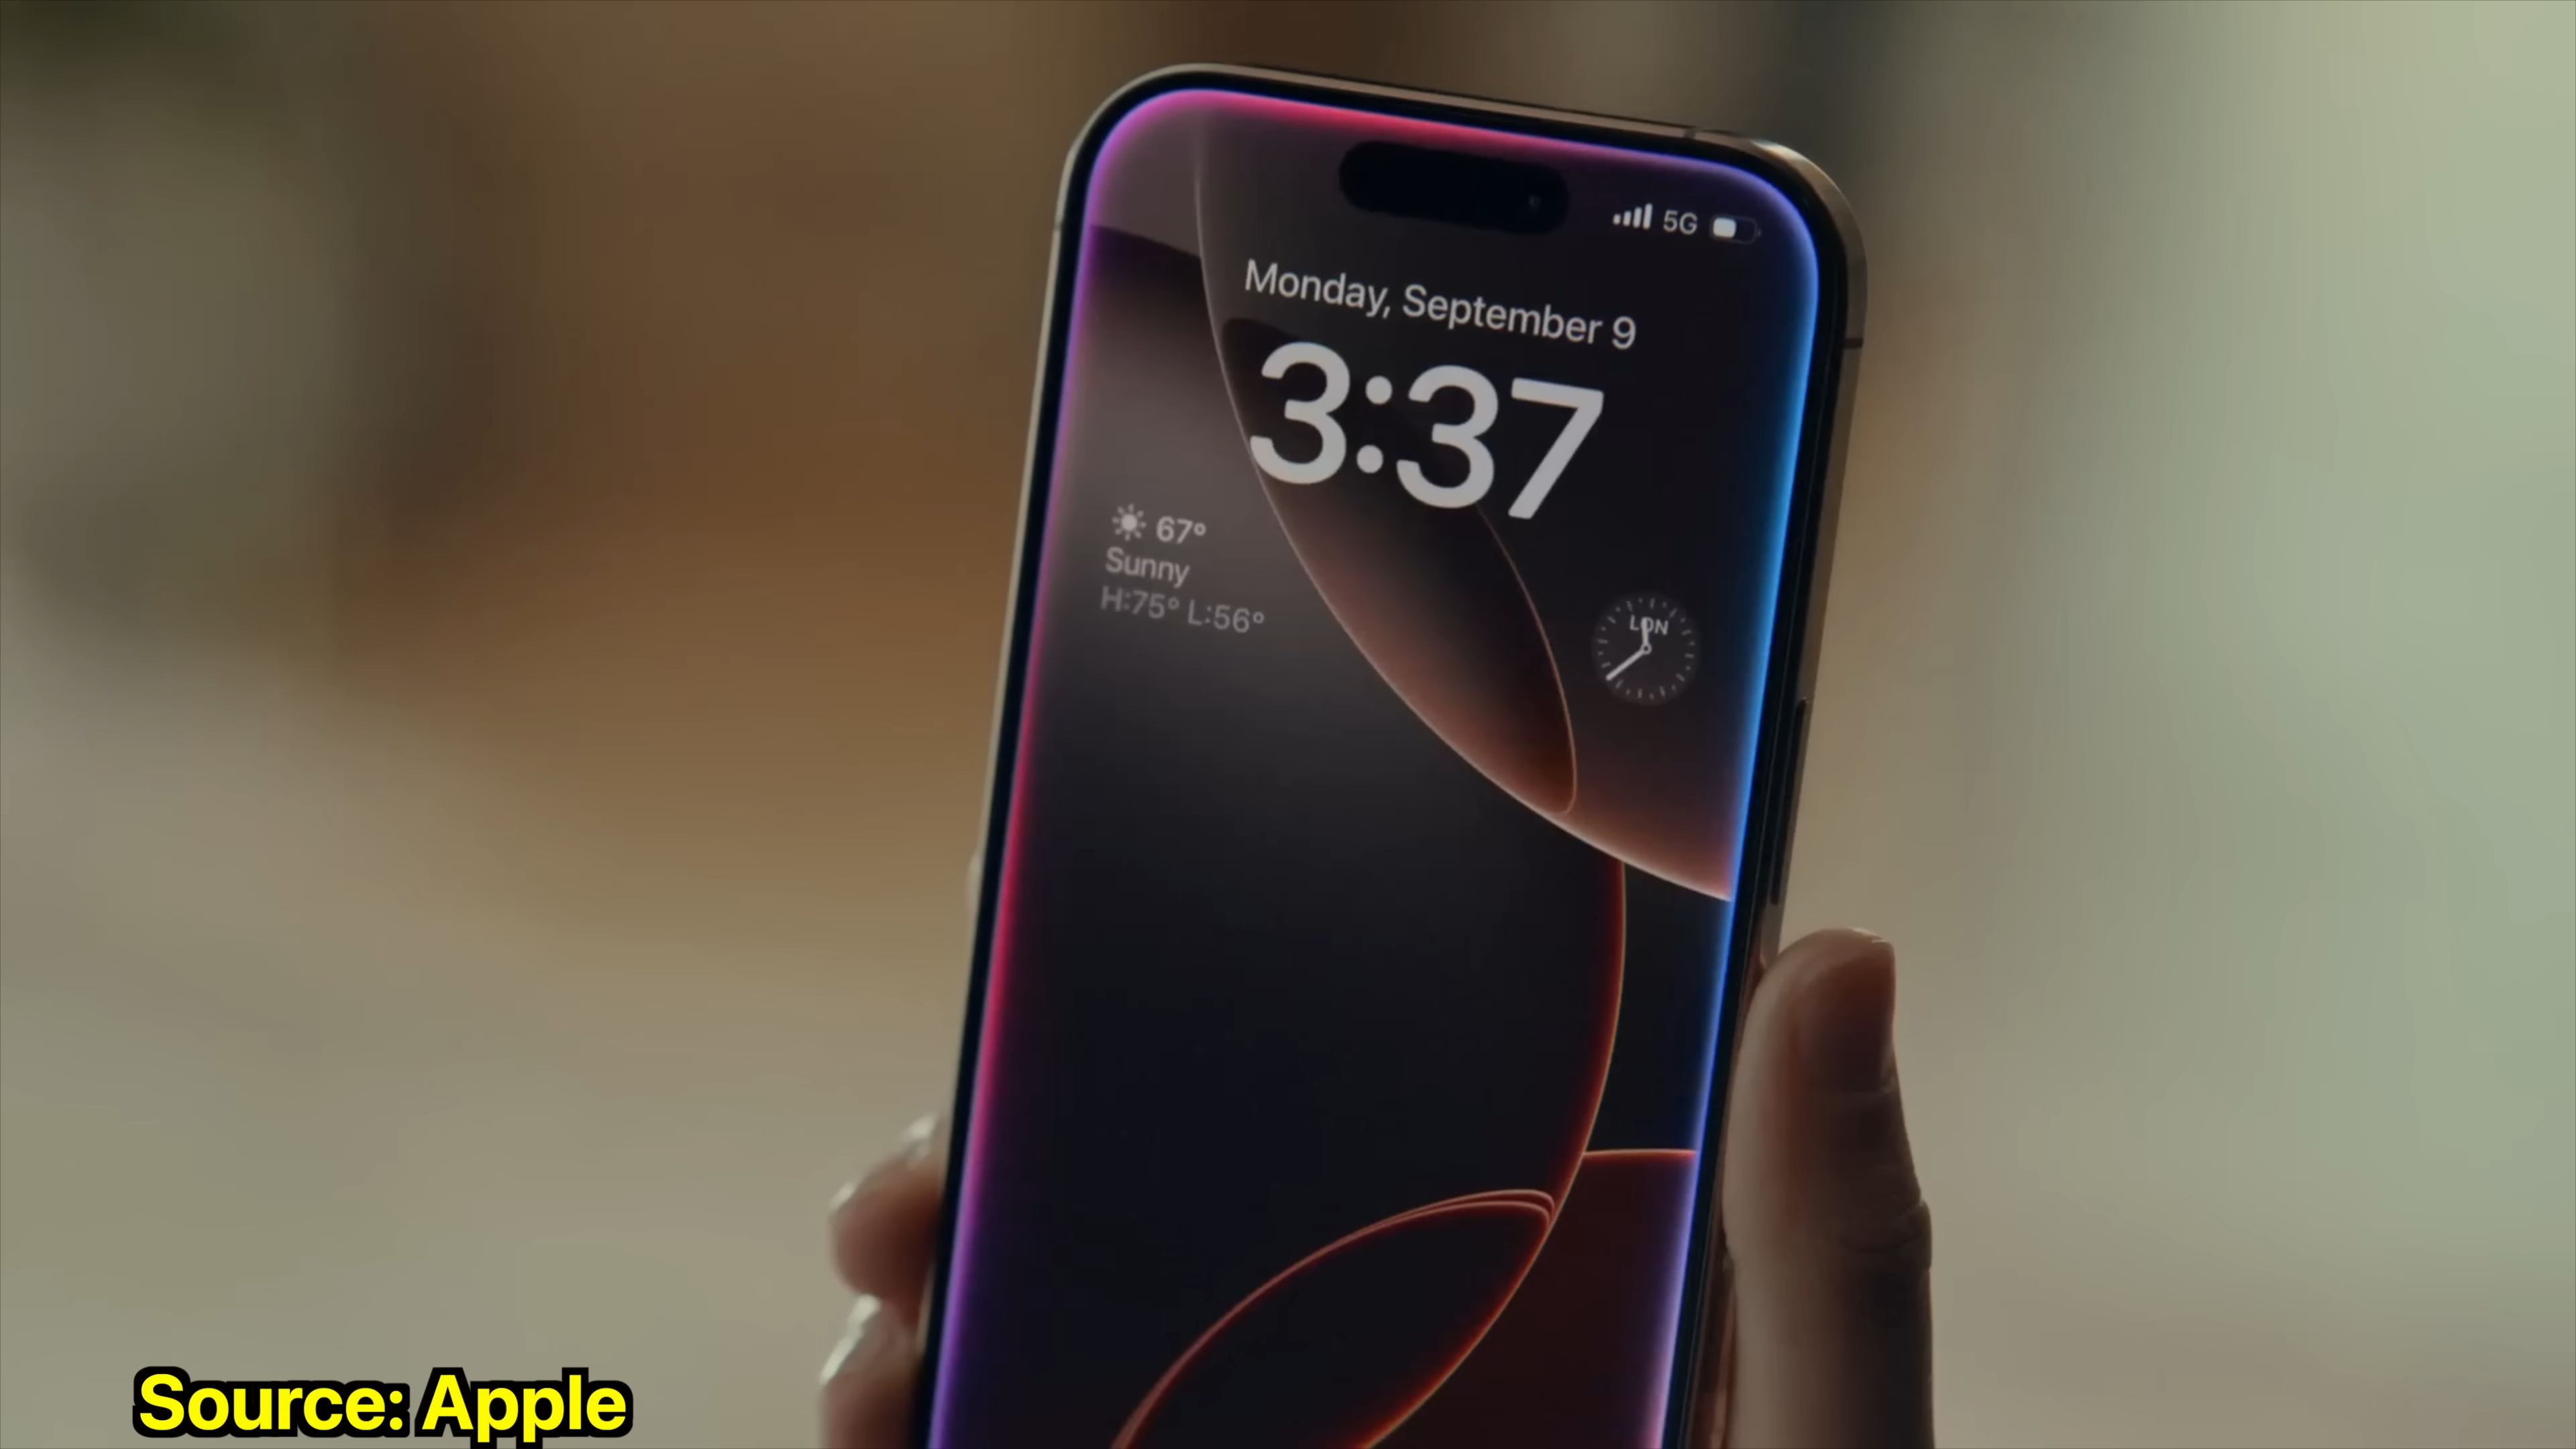 5G
Monday, September 9
3:37
67°
Sunny
H:75° L:56°
LON
Source: Apple